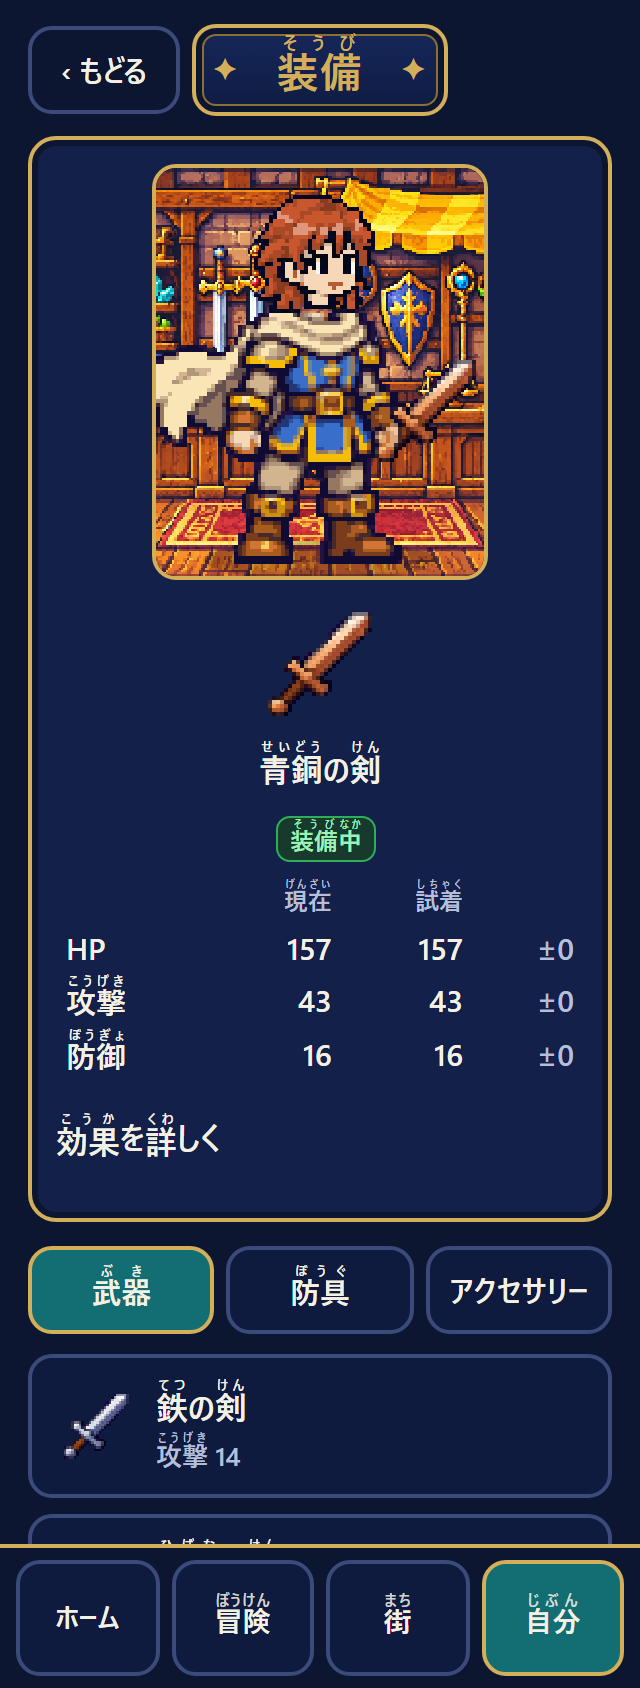 ‹ もどる
そうび
装備
せいどう けん
青銅の剣
そうびなか
装備中
げんざい しちゃく
現在 試着
HP 157 157 ±0
こうげき
攻撃 43 43 ±0
ぼうぎょ
防御 16 16 ±0
こうか くわ
効果を詳しく
ぶき ぼうぐ
武器 防具 アクセサリー
てつ けん
鉄の剣
こうげき
攻撃 14
ぼうけん まち じぶん
ホーム 冒険 街 自分